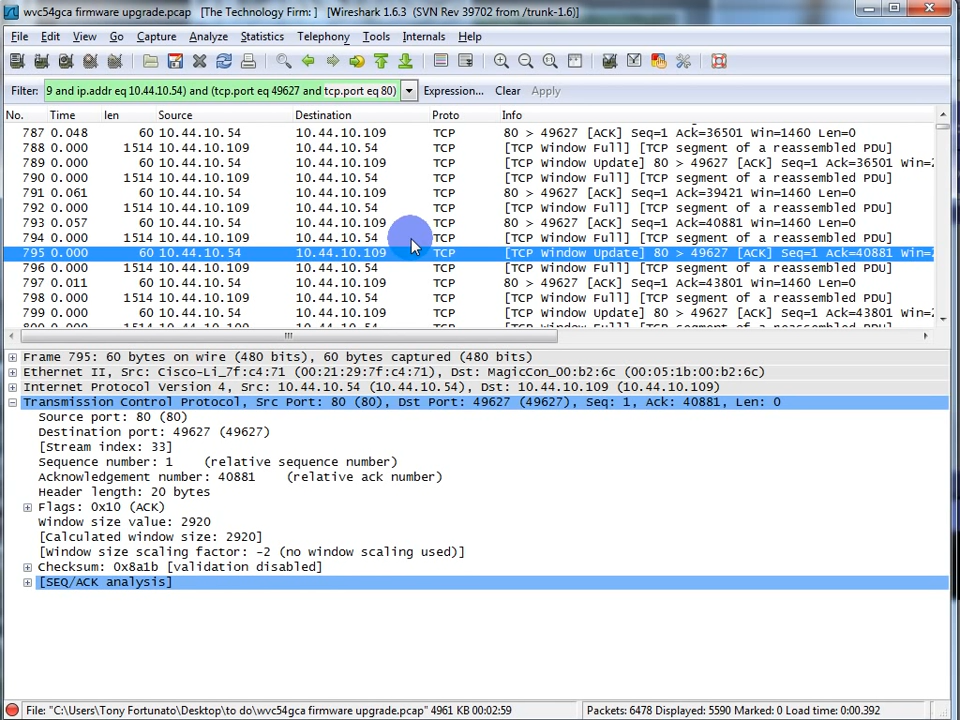 wvc54gca firmware upgrade.pcap   [The Technology Firm: ]  [Wireshark 1.6.3  (SVN Rev 39702 from /trunk-1.6)]
File Edit View Go Capture Analyze Statistics Telephony Tools Internals Help
Filter: 9 and ip.addr eq 10.44.10.54) and (tcp.port eq 49627 and tcp.port eq 80) Expression... Clear Apply
No. Time len Source Destination Proto Info
787 0.048 60 10.44.10.54 10.44.10.109 TCP 80 > 49627 [ACK] Seq=1 Ack=36501 Win=1460 Len=0
788 0.000 1514 10.44.10.109 10.44.10.54 TCP [TCP Window Full] [TCP segment of a reassembled PDU]
789 0.000 60 10.44.10.54 10.44.10.109 TCP [TCP Window Update] 80 > 49627 [ACK] Seq=1 Ack=36501 Win=2
790 0.000 1514 10.44.10.109 10.44.10.54 TCP [TCP Window Full] [TCP segment of a reassembled PDU]
791 0.061 60 10.44.10.54 10.44.10.109 TCP 80 > 49627 [ACK] Seq=1 Ack=39421 Win=1460 Len=0
792 0.000 1514 10.44.10.109 10.44.10.54 TCP [TCP Window Full] [TCP segment of a reassembled PDU]
793 0.057 60 10.44.10.54 10.44.10.109 TCP 80 > 49627 [ACK] Seq=1 Ack=40881 Win=1460 Len=0
794 0.000 1514 10.44.10.109 10.44.10.54 TCP [TCP Window Full] [TCP segment of a reassembled PDU]
795 0.000 60 10.44.10.54 10.44.10.109 TCP [TCP Window Update] 80 > 49627 [ACK] Seq=1 Ack=40881 Win=2
796 0.000 1514 10.44.10.109 10.44.10.54 TCP [TCP Window Full] [TCP segment of a reassembled PDU]
797 0.011 60 10.44.10.54 10.44.10.109 TCP 80 > 49627 [ACK] Seq=1 Ack=43801 Win=1460 Len=0
798 0.000 1514 10.44.10.109 10.44.10.54 TCP [TCP Window Full] [TCP segment of a reassembled PDU]
799 0.000 60 10.44.10.54 10.44.10.109 TCP [TCP Window Update] 80 > 49627 [ACK] Seq=1 Ack=43801 Win=2
Frame 795: 60 bytes on wire (480 bits), 60 bytes captured (480 bits)
Ethernet II, Src: Cisco-Li_7f:c4:71 (00:21:29:7f:c4:71), Dst: MagicCon_00:b2:6c (00:05:1b:00:b2:6c)
Internet Protocol Version 4, Src: 10.44.10.54 (10.44.10.54), Dst: 10.44.10.109 (10.44.10.109)
Transmission Control Protocol, Src Port: 80 (80), Dst Port: 49627 (49627), Seq: 1, Ack: 40881, Len: 0
Source port: 80 (80)
Destination port: 49627 (49627)
[Stream index: 33]
Sequence number: 1    (relative sequence number)
Acknowledgement number: 40881    (relative ack number)
Header length: 20 bytes
Flags: 0x10 (ACK)
Window size value: 2920
[Calculated window size: 2920]
[Window size scaling factor: -2 (no window scaling used)]
Checksum: 0x8a1b [validation disabled]
[SEQ/ACK analysis]
File: "C:\Users\Tony Fortunato\Desktop\to do\wvc54gca firmware upgrade.pcap" 4961 KB 00:02:59 Packets: 6478 Displayed: 5590 Marked: 0 Load time: 0:00.392